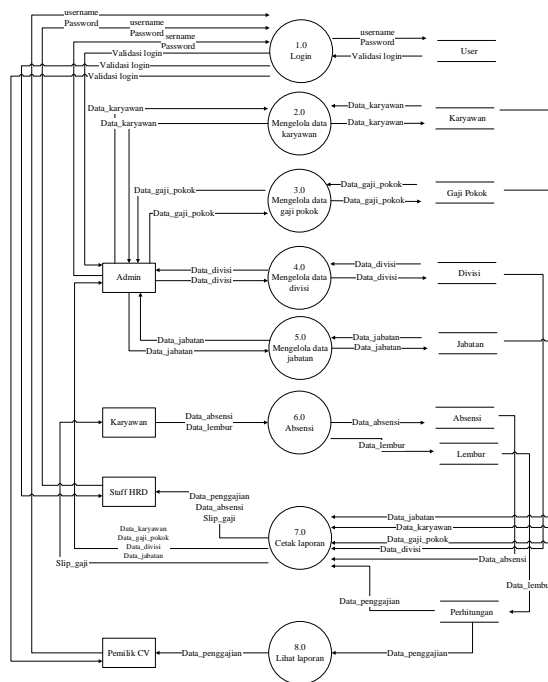 username
Password
username
Password
sername
Password
Validasi login
Validasi login
Validasi login
1.0
Login
username
Password
Validasi login
User
Data_karyawan
Data_karyawan
2.0
Mengelola data
karyawan
Data_karyawan
Data_karyawan
Karyawan
Data_gaji_pokok
Data_gaji_pokok
3.0
Mengelola data
gaji pokok
Data_gaji_pokok
Data_gaji_pokok
Gaji Pokok
Admin
Data_divisi
Data_divisi
4.0
Mengelola data
divisi
Data_divisi
Data_divisi
Divisi
Data_jabatan
Data_jabatan
5.0
Mengelola data
jabatan
Data_jabatan
Data_jabatan
Jabatan
Karyawan
Data_absensi
Data_lembur
6.0
Absensi
Data_absensi
Data_lembur
Absensi
Lembur
Staff HRD
Data_penggajian
Data_absensi
Slip_gaji
Data_karyawan
Data_gaji_pokok
Data_divisi
Data_jabatan
Slip_gaji
7.0
Cetak laporan
Data_jabatan
Data_karyawan
Data_gaji_pokok
Data_divisi
Data_absensi
Data_lembur
Data_penggajian
Perhitungan
Pemilik CV
Data_penggajian
8.0
Lihat laporan
Data_penggajian